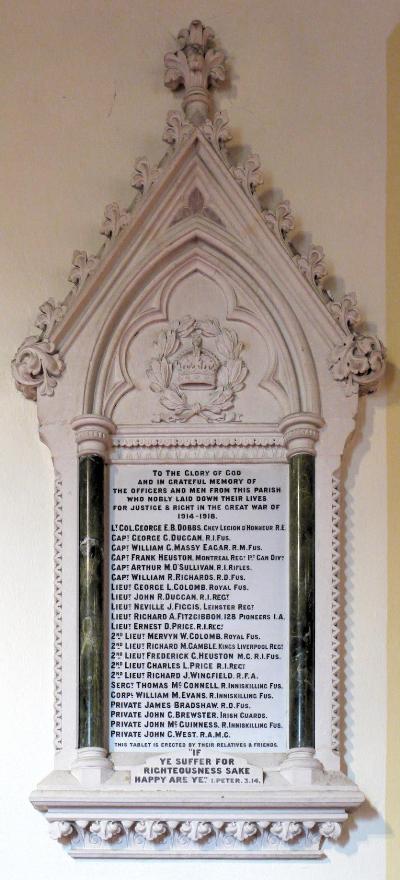 TO THE GLORY OF GOD
AND IN GRATEFUL MEMORY OF
THE OFFICERS AND MEN FROM THIS PARISH
WHO NOBLY LAID DOWN THEIR LIVES
FOR JUSTICE & RIGHT IN THE GREAT WAR OF
1914-1918.
LT COL. GEORGE E.B. DOBBS. CHEV LEGION D'HONEUR R.E.
CAPT. GEORGE G. DUGGAN. R.I.FUS.
CAPT. WILLIAM G. MASSY EAGAR. R.M.FUS.
CAPT. FRANK HEUSTON. MONTREAL REGT 1ST CAN DIVN
CAPT. ARTHUR M. O'SULLIVAN. R.I.RIFLES.
CAPT. WILLIAM R. RICHARDS. R.D.FUS.
LIEUT. GEORGE L. COLOMB. ROYAL FUS.
LIEUT. JOHN R. DUGGAN. R.I.REGT
LIEUT. NEVILLE J. FIGGIS. LEINSTER REGT
LIEUT. RICHARD A. FITZGIBBON. 128 PIONEERS I.A.
LIEUT. ERNEST D. PRICE. R.I.REGT
2ND LIEUT. MERVYN W. COLOMB. ROYAL FUS.
2ND LIEUT. RICHARD M. GAMBLE. KINGS LIVERPOOL REGT
2ND LIEUT. FREDERICK G. HEUSTON M.C. R.I.FUS.
2ND LIEUT. CHARLES L. PRICE R.I.REGT
2ND LIEUT. RICHARD J. WINGFIELD. R.F.A.
SERGT. THOMAS MC CONNELL. R. INNISKILLING FUS.
CORPL. WILLIAM M. EVANS. R. INNISKILLING FUS.
PRIVATE JAMES BRADSHAW. R.D.FUS.
PRIVATE JOHN G. BREWSTER. IRISH GUARDS.
PRIVATE JOHN MC GUINNESS. R. INNISKILLING FUS.
PRIVATE JOHN C. WEST. R.A.M.C.
THIS TABLET IS ERECTED BY THEIR RELATIVES & FRIENDS.
"IF
YE SUFFER FOR
RIGHTEOUSNESS SAKE
HAPPY ARE YE". I. PETER. 3.14.